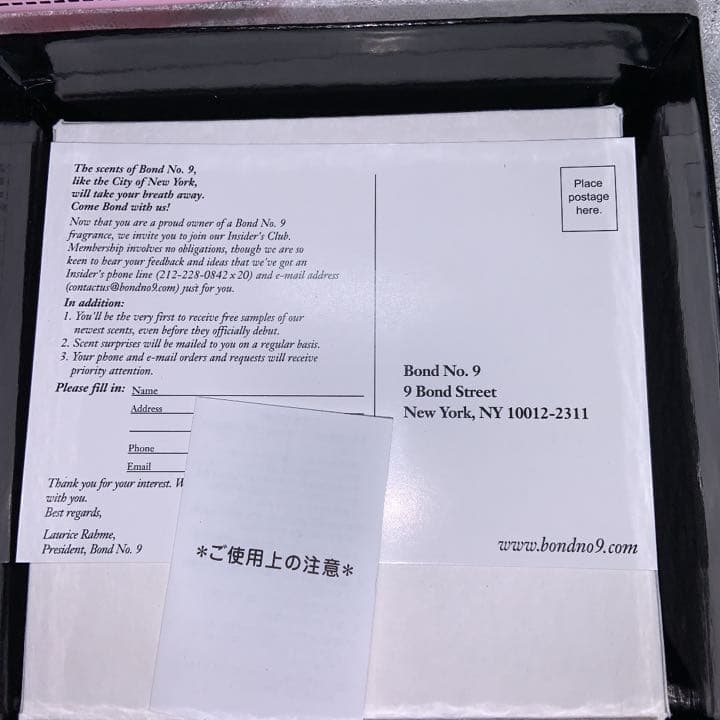 The scents of Bond No. 9,
like the City of New York,
will take your breath away.
Come Bond with us!
Now that you are a proud owner of a Bond No. 9
fragrance, we invite you to join our Insider's Club.
Membership involves no obligations, though we are so
keen to hear your feedback and ideas that we've got an
Insider's phone line (212-228-0842 x 20) and e-mail address
(contactus@bondno9.com) just for you.
In addition:
1. You'll be the very first to receive free samples of our
newest scents, even before they officially debut.
2. Scent surprises will be mailed to you on a regular basis.
3. Your phone and e-mail orders and requests will receive
priority attention.
Please fill in: Name
Address
Phone
Email
Thank you for your interest. W
with you.
Best regards,
Laurice Rahme,
President, Bond No. 9
Place
postage
here.
Bond No. 9
9 Bond Street
New York, NY 10012-2311
www.bondno9.com
*ご使用上の注意*